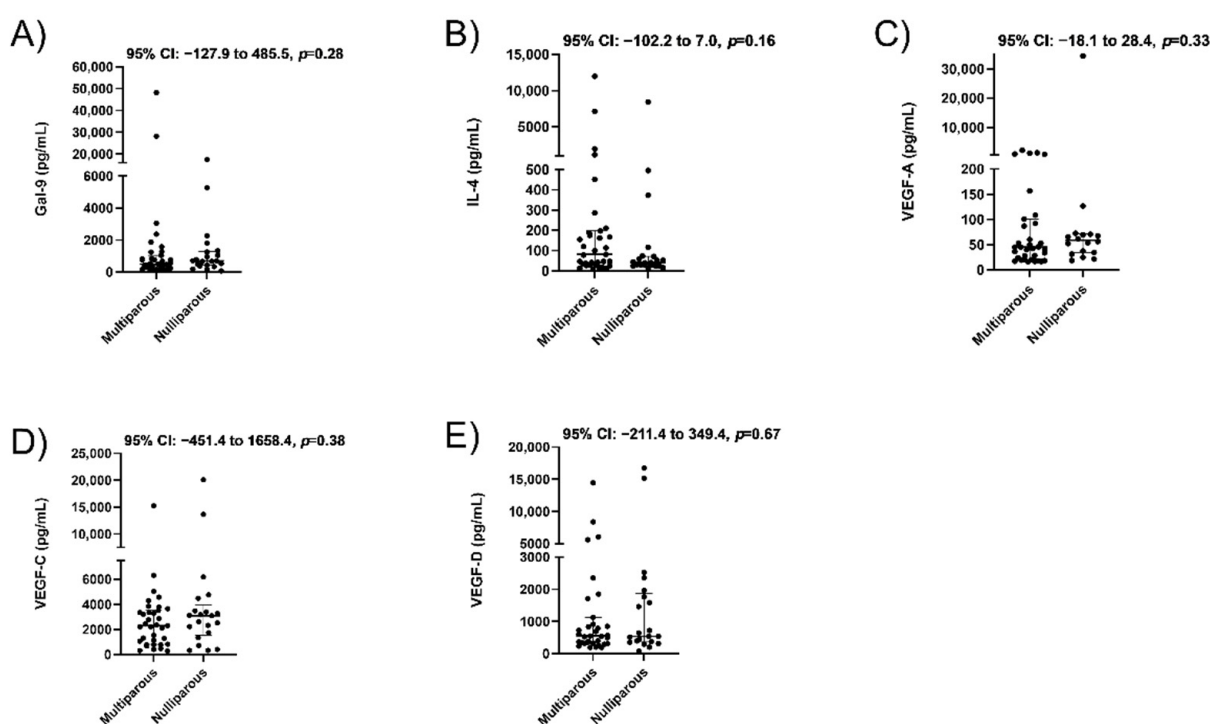 A)
95% CI: −127.9 to 485.5, p=0.28
Gal-9 (pg/mL)
60,000
50,000
40,000
30,000
20,000
6000
4000
2000
0
Multiparous
Nulliparous
B)
95% CI: −102.2 to 7.0, p=0.16
IL-4 (pg/mL)
15,000
10,000
5000
500
400
300
200
100
0
Multiparous
Nulliparous
C)
95% CI: −18.1 to 28.4, p=0.33
VEGF-A (pg/mL)
30,000
20,000
10,000
200
150
100
50
0
Multiparous
Nulliparous
D)
95% CI: −451.4 to 1658.4, p=0.38
VEGF-C (pg/mL)
25,000
20,000
15,000
10,000
6000
4000
2000
0
Multiparous
Nulliparous
E)
95% CI: −211.4 to 349.4, p=0.67
VEGF-D (pg/mL)
20,000
15,000
10,000
5000
3000
2000
1000
0
Multiparous
Nulliparous